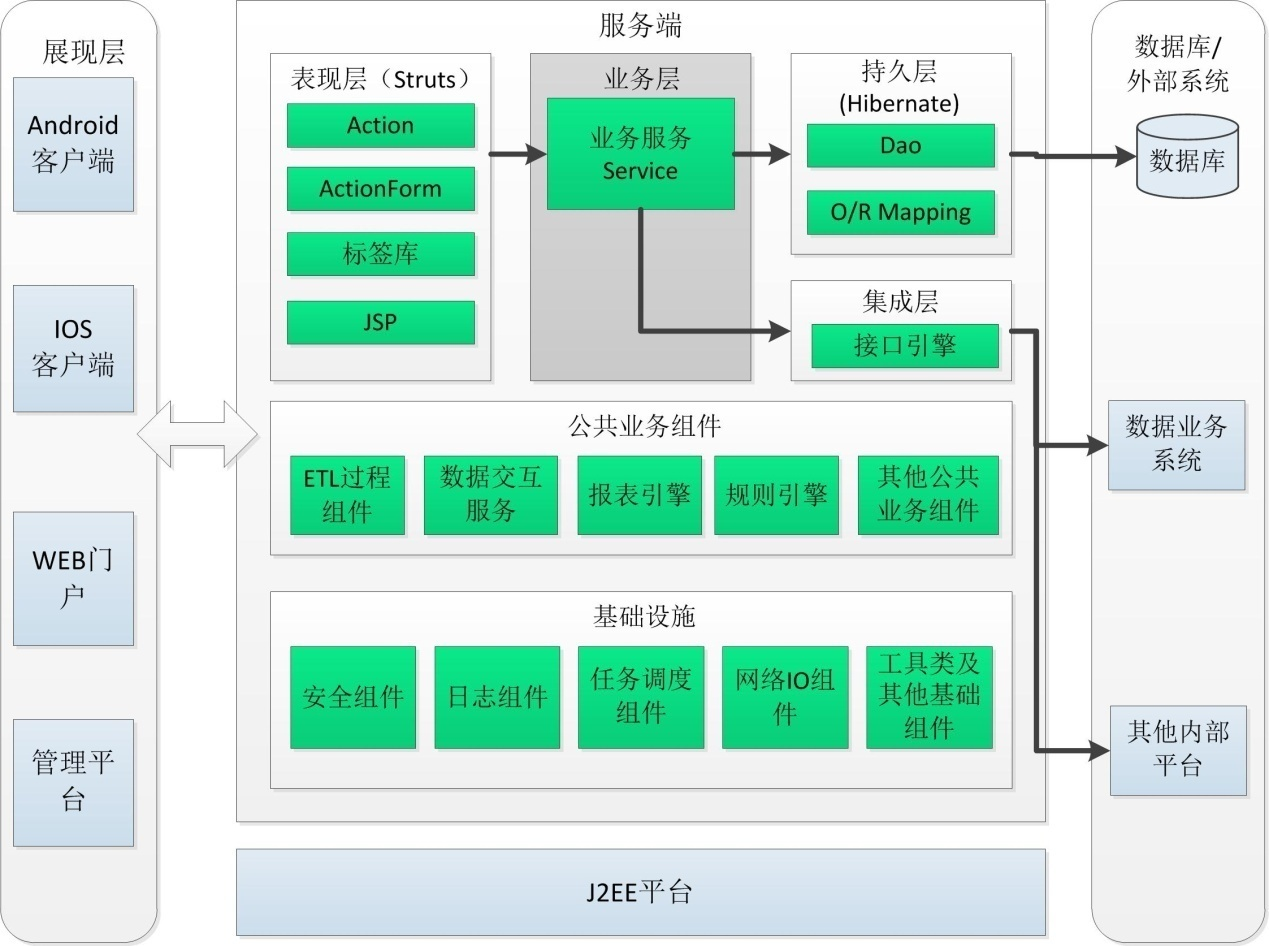 展现层
Android
客户端
IOS
客户端
WEB门
户
管理平
台
服务端
表现层（Struts）
Action
ActionForm
标签库
JSP
业务层
业务服务
Service
持久层
(Hibernate)
Dao
O/R Mapping
集成层
接口引擎
公共业务组件
ETL过程
组件
数据交互
服务
报表引擎
规则引擎
其他公共
业务组件
基础设施
安全组件
日志组件
任务调度
组件
网络IO组
件
工具类及
其他基础
组件
J2EE平台
数据库/
外部系统
数据库
数据业务
系统
其他内部
平台